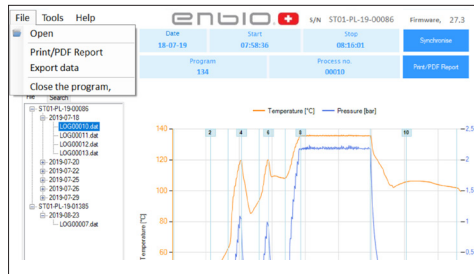 File Tools Help
enbio
S/N ST01-PL-19-00086
Firmware, 27.3
Open
Print/PDF Report
Export data
Close the program,
Date
18-07-19
Start
07:58:36
Stop
08:16:01
Synchronise
Program
134
Process no.
00010
Print/PDF Report
File Search
ST01-PL-19-00086
2019-07-18
LOG00010.dat
LOG00011.dat
LOG00012.dat
LOG00013.dat
2019-07-20
2019-07-22
2019-07-25
2019-07-26
2019-07-29
ST01-PL-19-01385
2019-08-23
LOG00007.dat
Temperature [°C] Pressure [bar]
2 4 6 8 10
140
120
100
80
60
Temperature [°C]
2,5
2
1,5
1
0,5